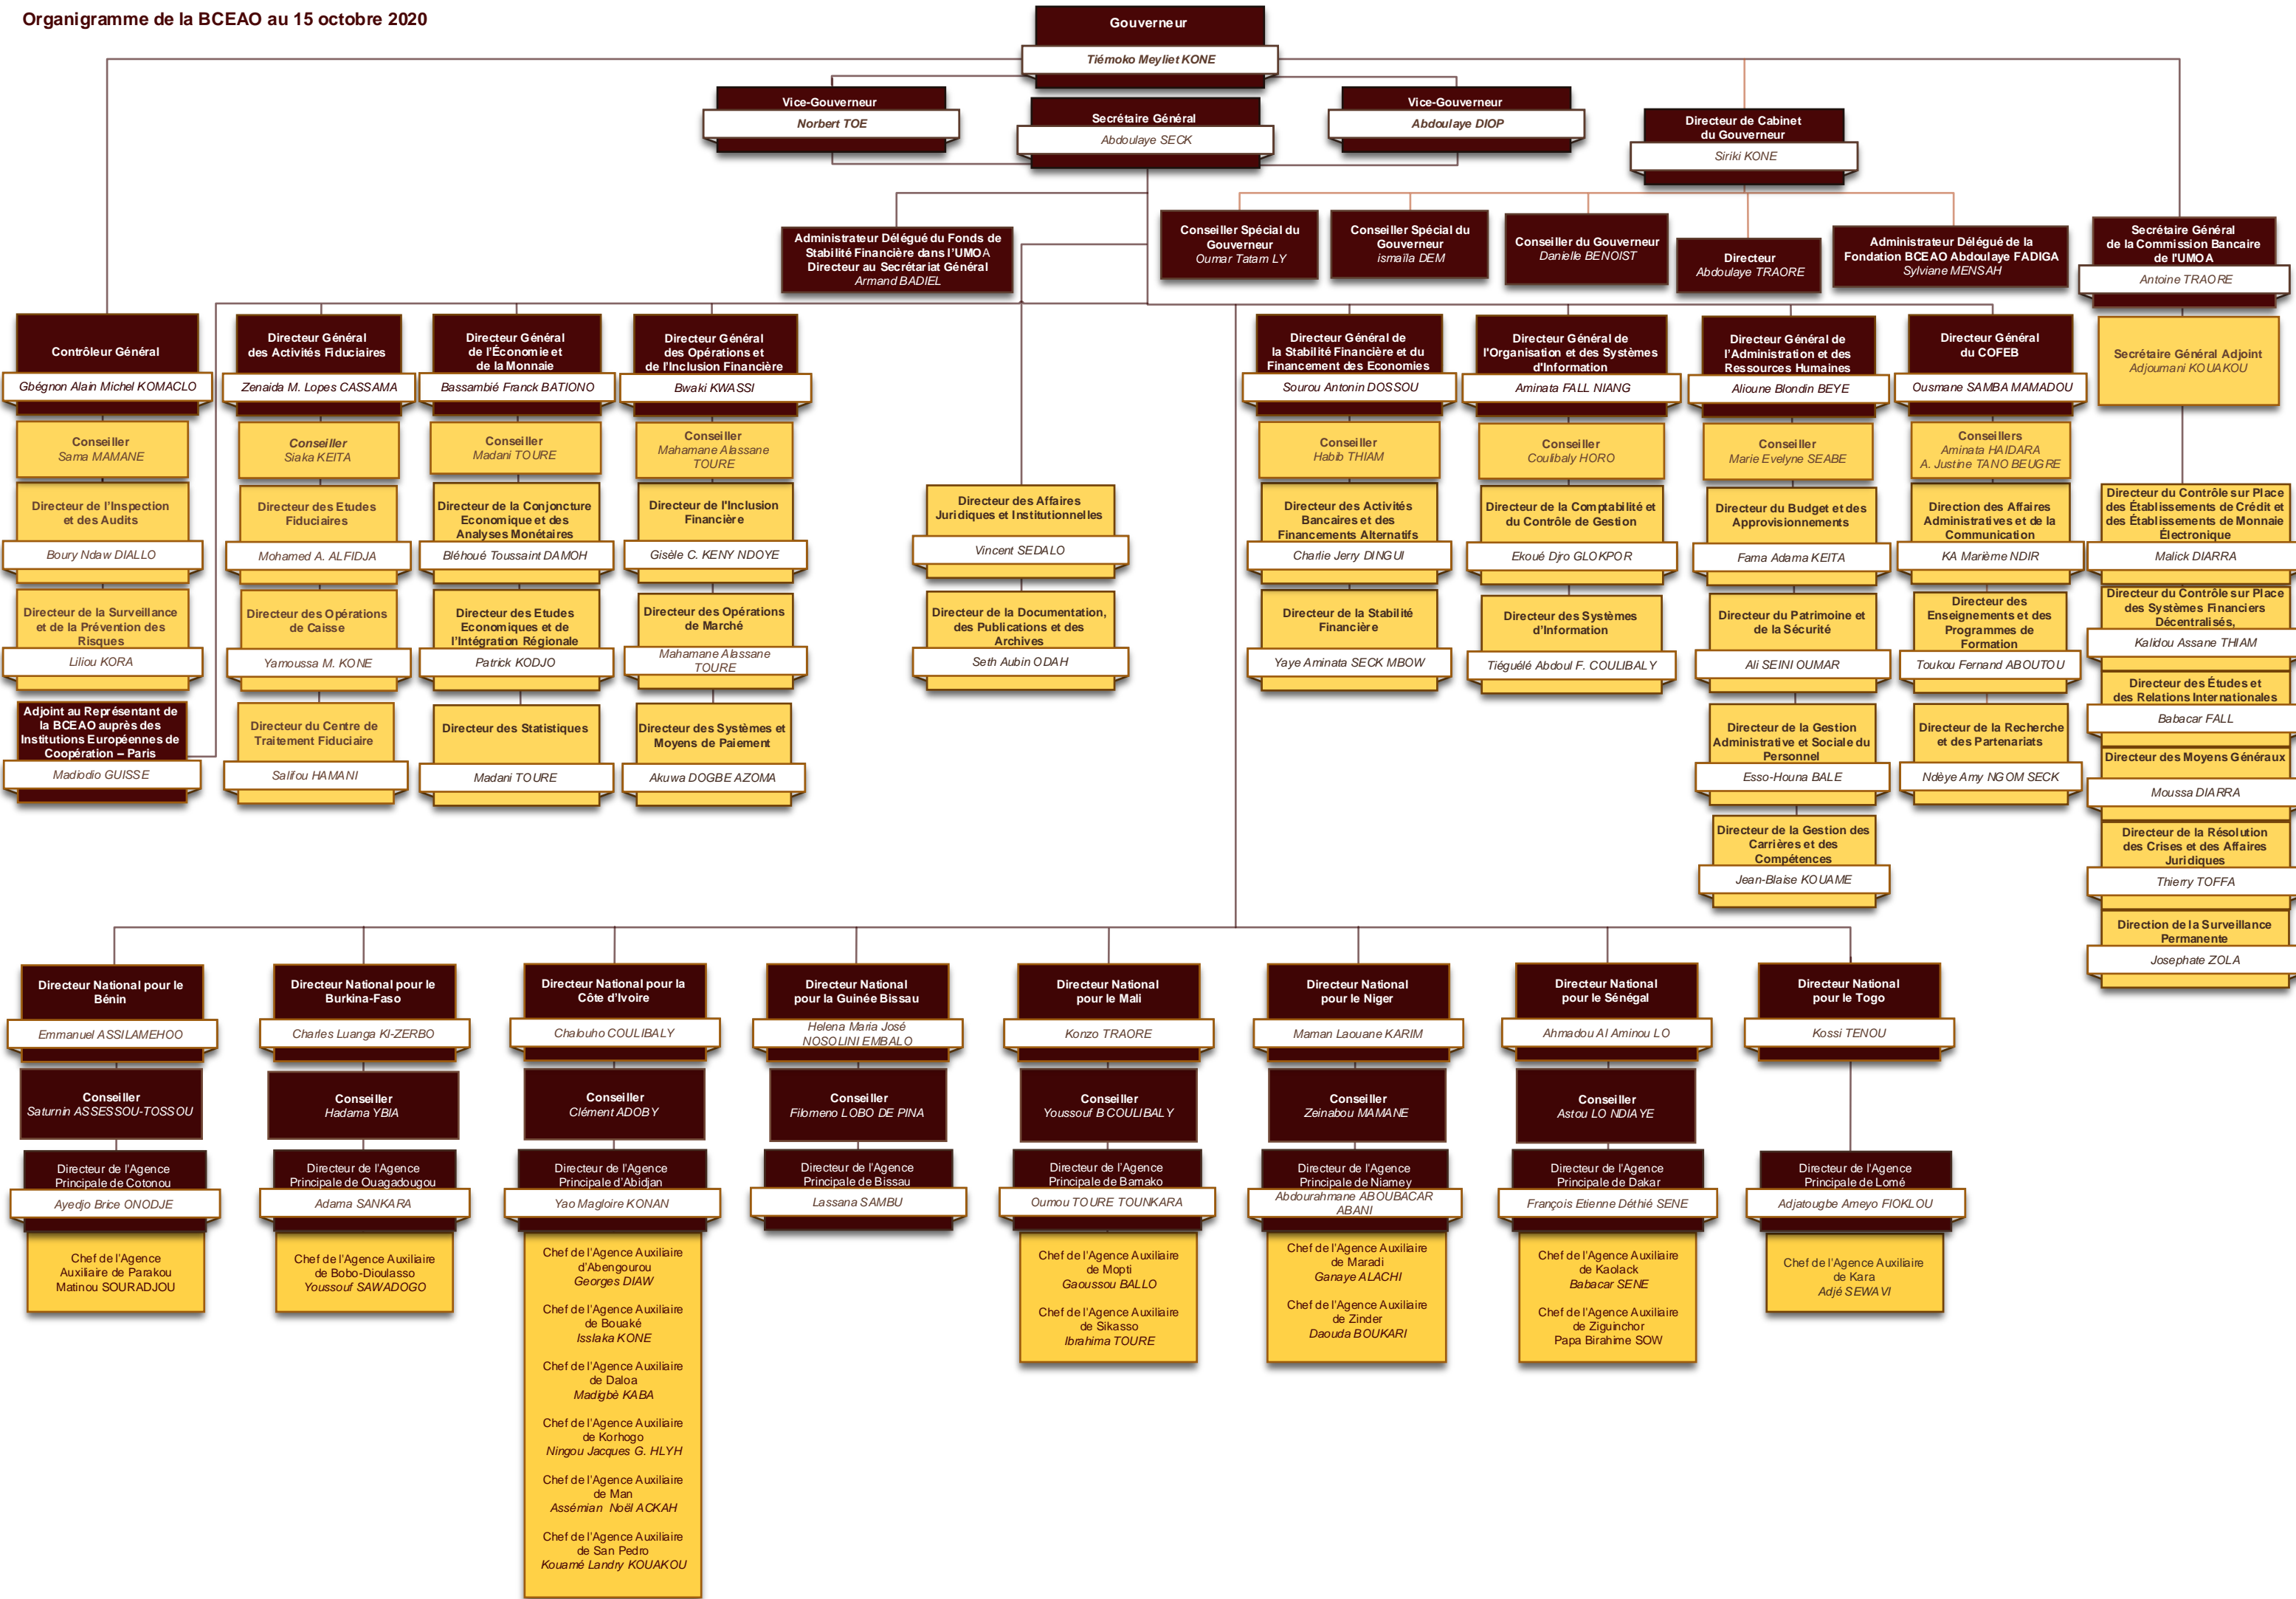 Organigramme de la BCEAO au 15 octobre 2020
Gouverneur
Tiémoko Meyliet KONE
Vice-Gouverneur
Norbert TOE
Secrétaire Général
Abdoulaye SECK
Vice-Gouverneur
Abdoulaye DIOP
Directeur de Cabinet
du Gouverneur
Siriki KONE
Administrateur Délégué du Fonds de
Stabilité Financière dans l'UMOA
Directeur au Secrétariat Général
Armand BADIEL
Conseiller Spécial du
Gouverneur
Oumar Tatam LY
Conseiller Spécial du
Gouverneur
ismaïla DEM
Conseiller du Gouverneur
Danielle BENOIST
Directeur
Abdoulaye TRAORE
Administrateur Délégué de la
Fondation BCEAO Abdoulaye FADIGA
Sylviane MENSAH
Secrétaire Général
de la Commission Bancaire
de l'UMOA
Antoine TRAORE
Secrétaire Général Adjoint
Adjoumani KOUAKOU
Contrôleur Général
Gbégnon Alain Michel KOMACLO
Conseiller
Sama MAMANE
Directeur de l'Inspection
et des Audits
Boury Ndaw DIALLO
Directeur de la Surveillance
et de la Prévention des
Risques
Liliou KORA
Adjoint au Représentant de
la BCEAO auprès des
Institutions Européennes de
Coopération – Paris
Madiodio GUISSE
Directeur Général
des Activités Fiduciaires
Zenaida M. Lopes CASSAMA
Conseiller
Siaka KEITA
Directeur des Etudes
Fiduciaires
Mohamed A. ALFIDJA
Directeur des Opérations
de Caisse
Yamoussa M. KONE
Directeur du Centre de
Traitement Fiduciaire
Salifou HAMANI
Directeur Général
de l'Économie et
de la Monnaie
Bassambié Franck BATIONO
Conseiller
Madani TOURE
Directeur de la Conjoncture
Economique et des
Analyses Monétaires
Bléhoué Toussaint DAMOH
Directeur des Etudes
Economiques et de
l'Intégration Régionale
Patrick KODJO
Directeur des Statistiques
Madani TOURE
Directeur Général
des Opérations et
de l'Inclusion Financière
Bwaki KWASSI
Conseiller
Mahamane Alassane
TOURE
Directeur de l'Inclusion
Financière
Gisèle C. KENY NDOYE
Directeur des Opérations
de Marché
Mahamane Alassane
TOURE
Directeur des Systèmes et
Moyens de Paiement
Akuwa DOGBE AZOMA
Directeur des Affaires
Juridiques et Institutionnelles
Vincent SEDALO
Directeur de la Documentation,
des Publications et des
Archives
Seth Aubin ODAH
Directeur Général de
la Stabilité Financière et du
Financement des Economies
Sourou Antonin DOSSOU
Conseiller
Habib THIAM
Directeur des Activités
Bancaires et des
Financements Alternatifs
Charlie Jerry DINGUI
Directeur de la Stabilité
Financière
Yaye Aminata SECK MBOW
Directeur Général de
l'Organisation et des Systèmes
d'Information
Aminata FALL NIANG
Conseiller
Coulibaly HORO
Directeur de la Comptabilité et
du Contrôle de Gestion
Ekoué Djro GLOKPOR
Directeur des Systèmes
d'Information
Tiéguélé Abdoul F. COULIBALY
Directeur Général de
l'Administration et des
Ressources Humaines
Alioune Blondin BEYE
Conseiller
Marie Evelyne SEABE
Directeur du Budget et des
Approvisionnements
Fama Adama KEITA
Directeur du Patrimoine et
de la Sécurité
Ali SEINI OUMAR
Directeur de la Gestion
Administrative et Sociale du
Personnel
Esso-Houna BALE
Directeur de la Gestion des
Carrières et des
Compétences
Jean-Blaise KOUAME
Directeur Général
du COFEB
Ousmane SAMBA MAMADOU
Conseillers
Aminata HAIDARA
A. Justine TANO BEUGRE
Direction des Affaires
Administratives et de la
Communication
KA Marième NDIR
Directeur des
Enseignements et des
Programmes de
Formation
Toukou Fernand ABOUTOU
Directeur de la Recherche
et des Partenariats
Ndèye Amy NGOM SECK
Directeur du Contrôle sur Place
des Établissements de Crédit et
des Établissements de Monnaie
Électronique
Malick DIARRA
Directeur du Contrôle sur Place
des Systèmes Financiers
Décentralisés,
Kalidou Assane THIAM
Directeur des Études et
des Relations Internationales
Babacar FALL
Directeur des Moyens Généraux
Moussa DIARRA
Directeur de la Résolution
des Crises et des Affaires
Juridiques
Thierry TOFFA
Direction de la Surveillance
Permanente
Josephate ZOLA
Directeur National pour le
Bénin
Emmanuel ASSILAMEHOO
Conseiller
Saturnin ASSESSOU-TOSSOU
Directeur de l'Agence
Principale de Cotonou
Ayedjo Brice ONODJE
Chef de l'Agence
Auxiliaire de Parakou
Matinou SOURADJOU
Directeur National pour le
Burkina-Faso
Charles Luanga KI-ZERBO
Conseiller
Hadama YBIA
Directeur de l'Agence
Principale de Ouagadougou
Adama SANKARA
Chef de l'Agence Auxiliaire
de Bobo-Dioulasso
Youssouf SAWADOGO
Directeur National pour la
Côte d'Ivoire
Chalouho COULIBALY
Conseiller
Clément ADOBY
Directeur de l'Agence
Principale d'Abidjan
Yao Magloire KONAN
Chef de l'Agence Auxiliaire
d'Abengourou
Georges DIAW
Chef de l'Agence Auxiliaire
de Bouaké
Isslaka KONE
Chef de l'Agence Auxiliaire
de Daloa
Madigbè KABA
Chef de l'Agence Auxiliaire
de Korhogo
Ningou Jacques G. HLYH
Chef de l'Agence Auxiliaire
de Man
Assémian Noël ACKAH
Chef de l'Agence Auxiliaire
de San Pedro
Kouamé Landry KOUAKOU
Directeur National
pour la Guinée Bissau
Helena Maria José
NOSOLINI EMBALO
Conseiller
Filomeno LOBO DE PINA
Directeur de l'Agence
Principale de Bissau
Lassana SAMBU
Directeur National
pour le Mali
Konzo TRAORE
Conseiller
Youssouf B COULIBALY
Directeur de l'Agence
Principale de Bamako
Oumou TOURE TOUNKARA
Chef de l'Agence Auxiliaire
de Mopti
Gaoussou BALLO
Chef de l'Agence Auxiliaire
de Sikasso
Ibrahima TOURE
Directeur National
pour le Niger
Maman Laouane KARIM
Conseiller
Zeinabou MAMANE
Directeur de l'Agence
Principale de Niamey
Abdourahmane ABOUBACAR
ABANI
Chef de l'Agence Auxiliaire
de Maradi
Ganaye ALACHI
Chef de l'Agence Auxiliaire
de Zinder
Daouda BOUKARI
Directeur National
pour le Sénégal
Ahmadou Al Aminou LO
Conseiller
Astou LO NDIAYE
Directeur de l'Agence
Principale de Dakar
François Etienne Déthié SENE
Chef de l'Agence Auxiliaire
de Kaolack
Babacar SENE
Chef de l'Agence Auxiliaire
de Ziguinchor
Papa Birahime SOW
Directeur National
pour le Togo
Kossi TENOU
Directeur de l'Agence
Principale de Lomé
Adjatougbe Ameyo FIOKLOU
Chef de l'Agence Auxiliaire
de Kara
Adjé SEWAVI